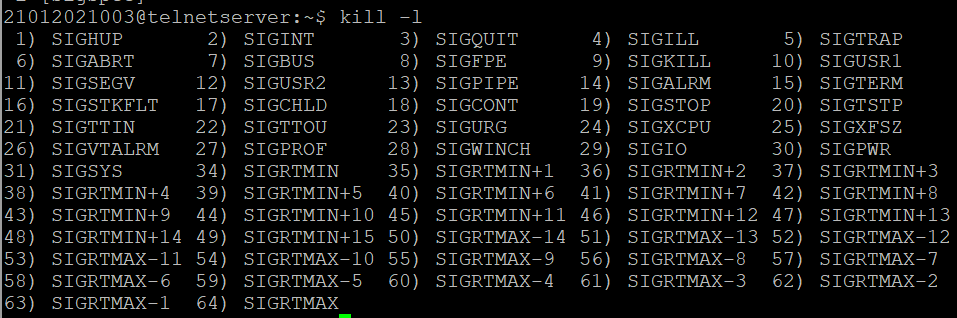 21012021003@telnetserver:~$ kill -l
 1) SIGHUP       2) SIGINT       3) SIGQUIT      4) SIGILL       5) SIGTRAP
 6) SIGABRT      7) SIGBUS       8) SIGFPE       9) SIGKILL     10) SIGUSR1
11) SIGSEGV     12) SIGUSR2     13) SIGPIPE     14) SIGALRM     15) SIGTERM
16) SIGSTKFLT   17) SIGCHLD     18) SIGCONT     19) SIGSTOP     20) SIGTSTP
21) SIGTTIN     22) SIGTTOU     23) SIGURG      24) SIGXCPU     25) SIGXFSZ
26) SIGVTALRM   27) SIGPROF     28) SIGWINCH    29) SIGIO       30) SIGPWR
31) SIGSYS      34) SIGRTMIN    35) SIGRTMIN+1  36) SIGRTMIN+2  37) SIGRTMIN+3
38) SIGRTMIN+4  39) SIGRTMIN+5  40) SIGRTMIN+6  41) SIGRTMIN+7  42) SIGRTMIN+8
43) SIGRTMIN+9  44) SIGRTMIN+10 45) SIGRTMIN+11 46) SIGRTMIN+12 47) SIGRTMIN+13
48) SIGRTMIN+14 49) SIGRTMIN+15 50) SIGRTMAX-14 51) SIGRTMAX-13 52) SIGRTMAX-12
53) SIGRTMAX-11 54) SIGRTMAX-10 55) SIGRTMAX-9  56) SIGRTMAX-8  57) SIGRTMAX-7
58) SIGRTMAX-6  59) SIGRTMAX-5  60) SIGRTMAX-4  61) SIGRTMAX-3  62) SIGRTMAX-2
63) SIGRTMAX-1  64) SIGRTMAX